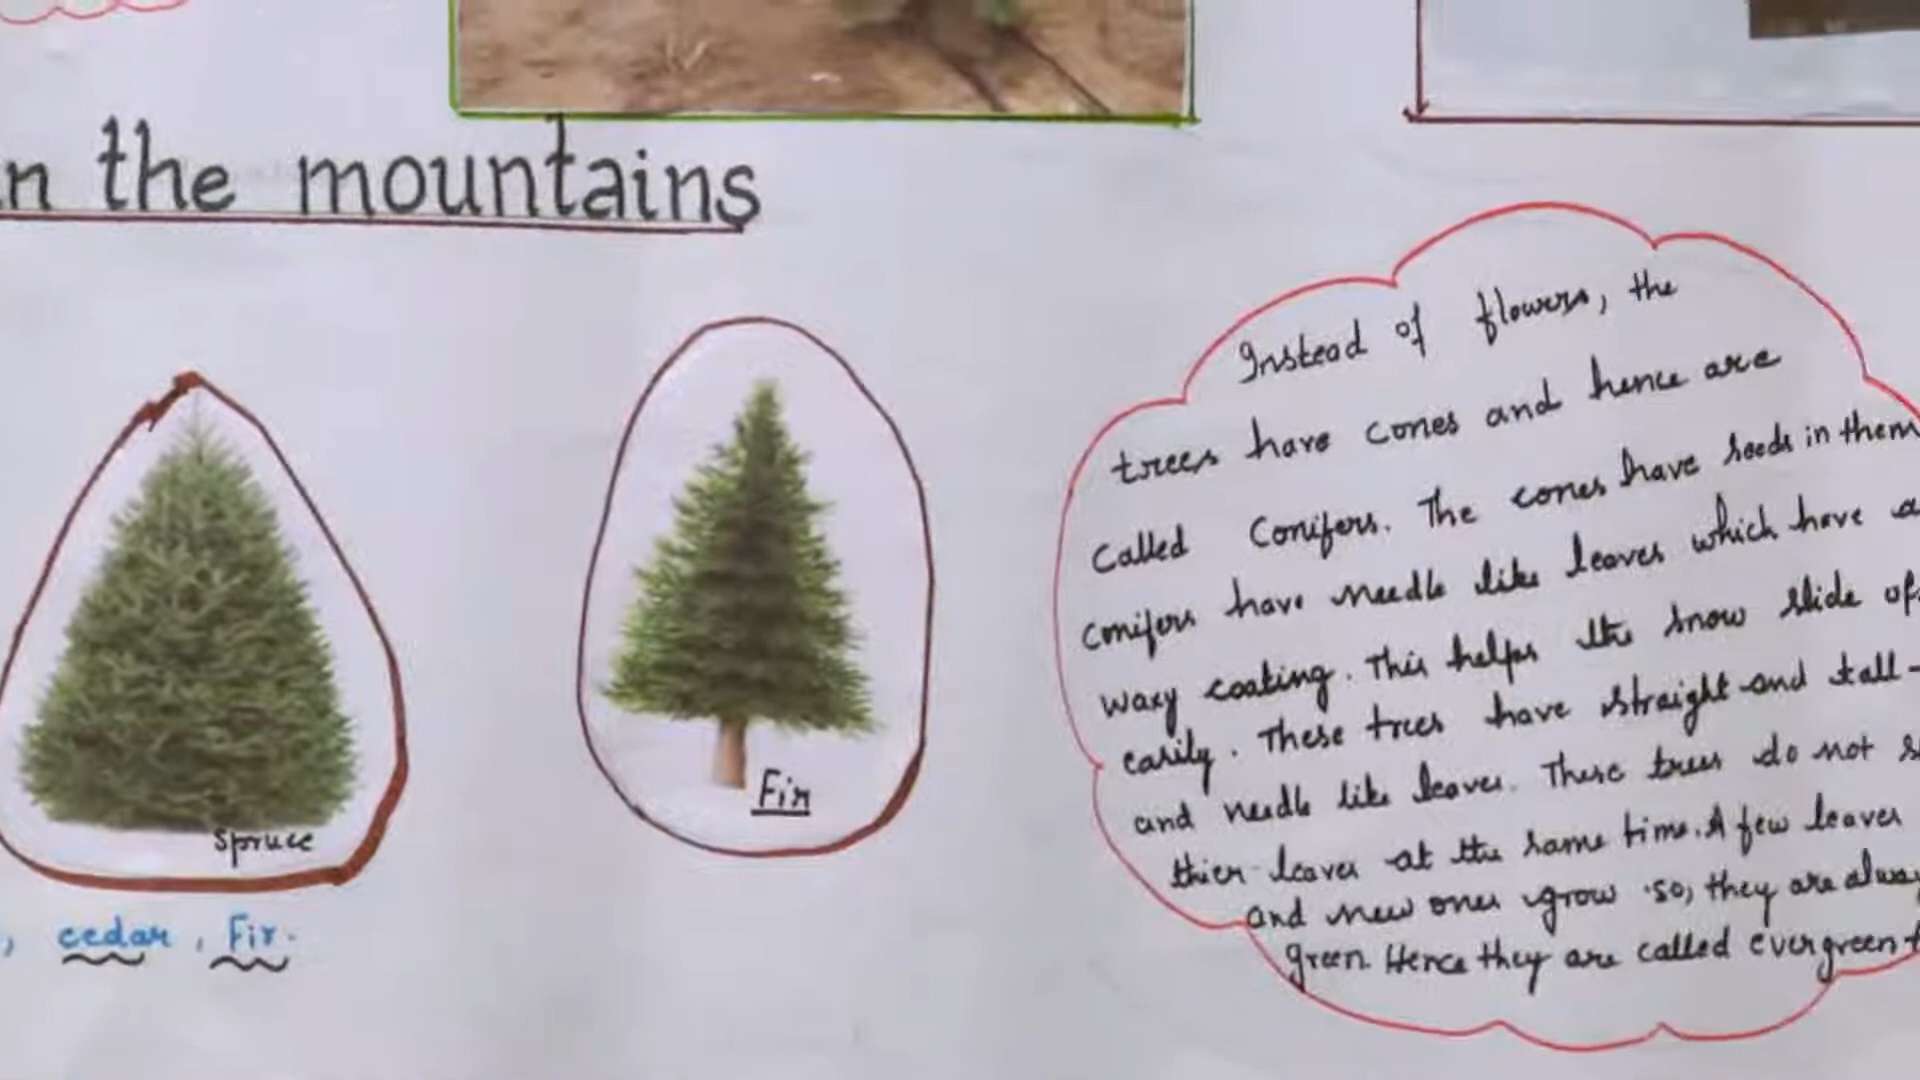 n the mountains
Spruce
Fir
, cedar, Fir.
Instead of flowers, the
trees have cones and hence are
called Conifers. The cones have seeds in them
conifers have needle like leaves which have a
waxy coating. This helps the snow slide of
easily. These trees have straight and tall-
and needle like leaves. These trees do not s
thier leaves at the same time. A few leaves
and new ones grow so, they are alway
green. Hence they are called evergreen t